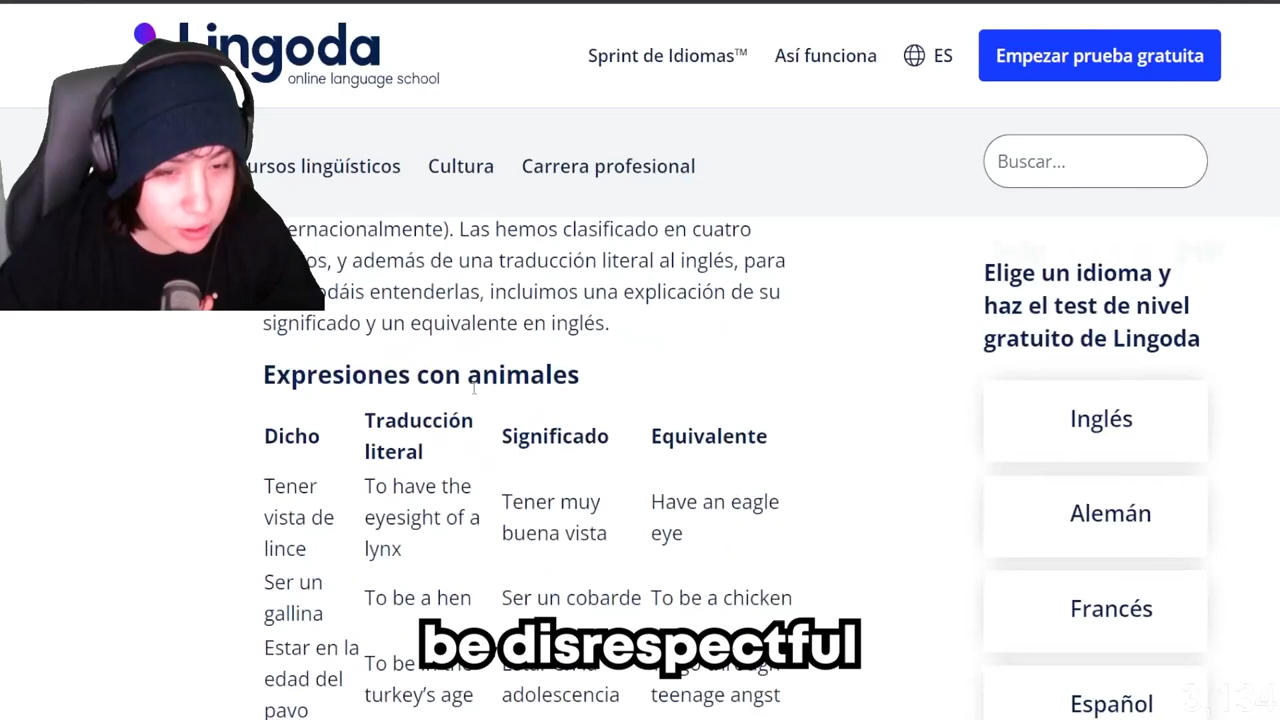 Lingoda
online language school
Sprint de Idiomas™
Así funciona
ES
Empezar prueba gratuita
ursos lingüísticos
Cultura
Carrera profesional
Buscar...
ernacionalmente). Las hemos clasificado en cuatro
os, y además de una traducción literal al inglés, para
odáis entenderlas, incluimos una explicación de su
significado y un equivalente en inglés.
Expresiones con animales
Dicho
Traducción
literal
Significado
Equivalente
Tener
vista de
lince
To have the
eyesight of a
lynx
Tener muy
buena vista
Have an eagle
eye
Ser un
gallina
To be a hen
Ser un cobarde
To be a chicken
Estar en la
edad del
pavo
To be in the
turkey's age
adolescencia
teenage angst
be disrespectful
Elige un idioma y
haz el test de nivel
gratuito de Lingoda
Inglés
Alemán
Francés
Español
3,134